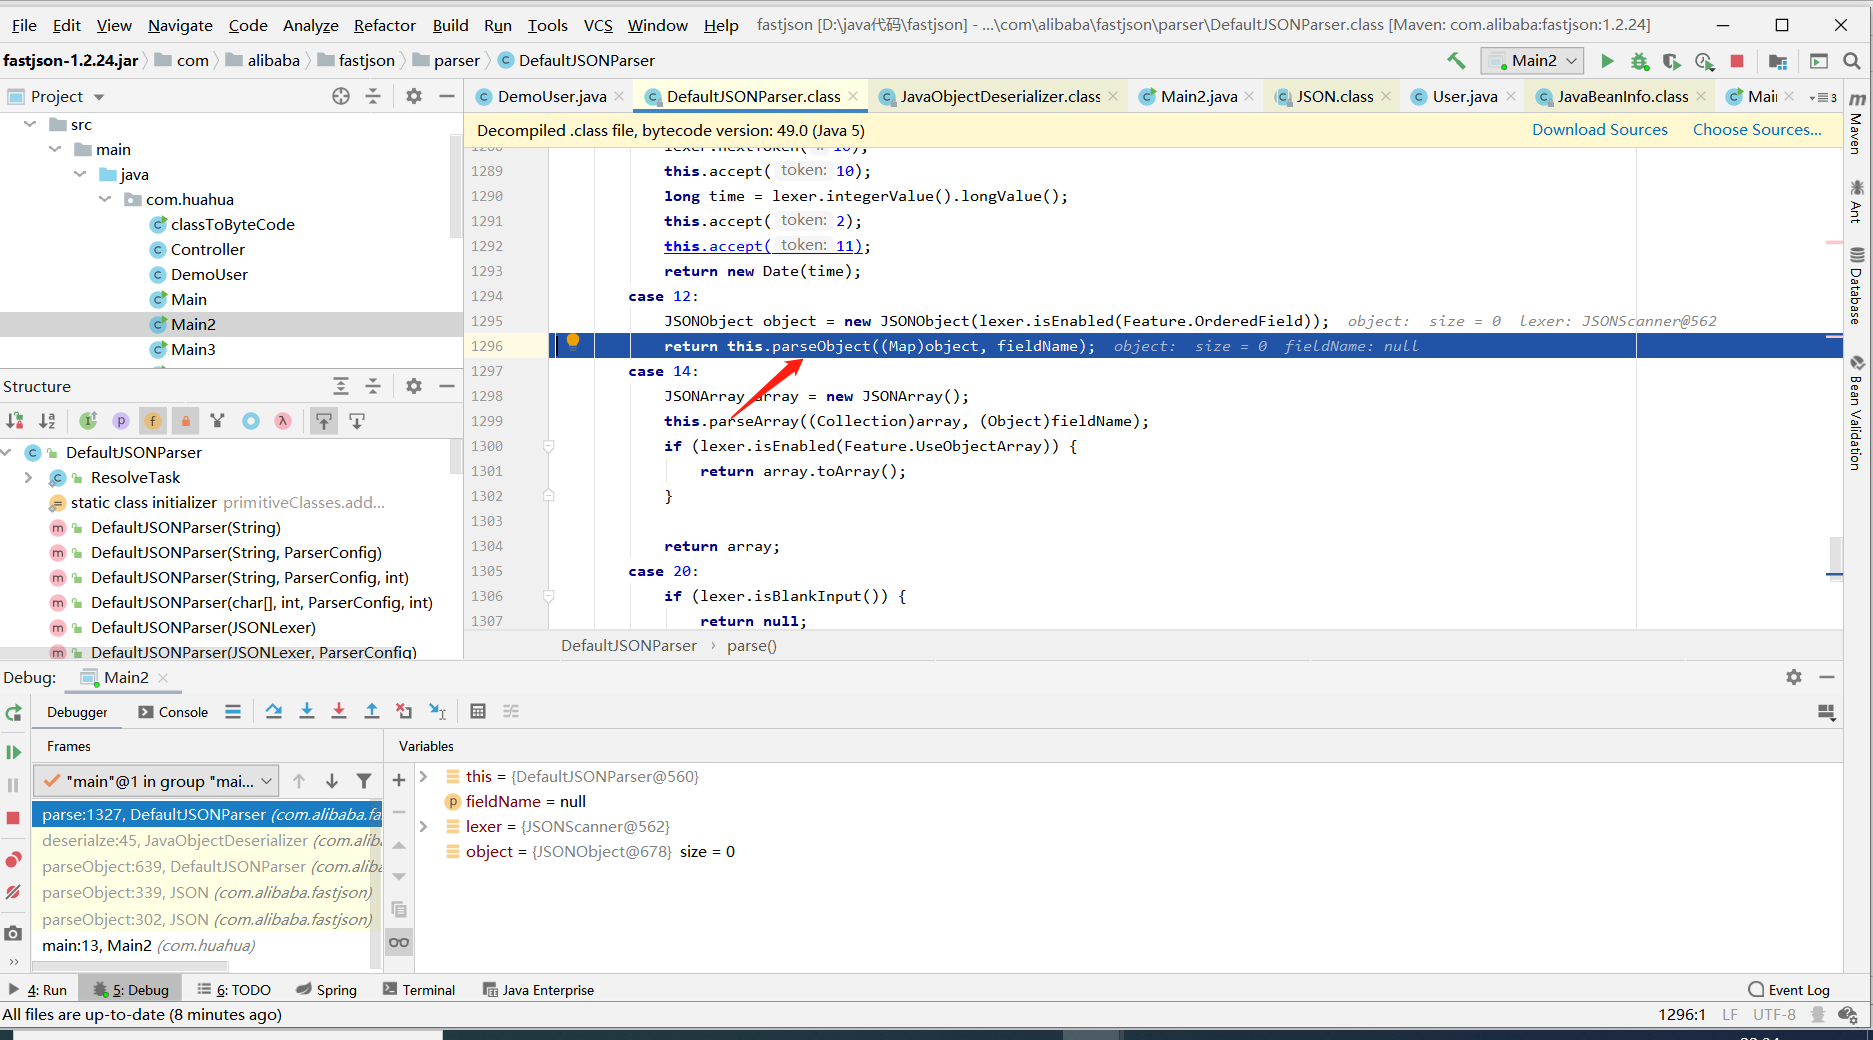 File Edit View Navigate Code Analyze Refactor Build Run Tools VCS Window Help fastjson [D:\java代码\fastjson] - ...\com\alibaba\fastjson\parser\DefaultJSONParser.class [Maven: com.alibaba:fastjson:1.2.24]
fastjson-1.2.24.jar com alibaba fastjson parser DefaultJSONParser Main2
Project
DemoUser.java DefaultJSONParser.class JavaObjectDeserializer.class Main2.java JSON.class User.java JavaBeanInfo.class Mai 3
Decompiled .class file, bytecode version: 49.0 (Java 5) Download Sources Choose Sources...
src
main
java
com.huahua
classToByteCode
Controller
DemoUser
Main
Main2
Main3
1289 this.accept( token: 10);
1290 long time = lexer.integerValue().longValue();
1291 this.accept( token: 2);
1292 this.accept( token: 11);
1293 return new Date(time);
1294 case 12:
1295 JSONObject object = new JSONObject(lexer.isEnabled(Feature.OrderedField)); object: size = 0 lexer: JSONScanner@562
1296 return this.parseObject((Map)object, fieldName); object: size = 0 fieldName: null
1297 case 14:
1298 JSONArray array = new JSONArray();
1299 this.parseArray((Collection)array, (Object)fieldName);
1300 if (lexer.isEnabled(Feature.UseObjectArray)) {
1301 return array.toArray();
1302 }
1303
1304 return array;
1305 case 20:
1306 if (lexer.isBlankInput()) {
1307 return null;
DefaultJSONParser › parse()
Maven
Ant
Database
Bean Validation
Structure
DefaultJSONParser
ResolveTask
static class initializer primitiveClasses.add...
DefaultJSONParser(String)
DefaultJSONParser(String, ParserConfig)
DefaultJSONParser(String, ParserConfig, int)
DefaultJSONParser(char[], int, ParserConfig, int)
DefaultJSONParser(JSONLexer)
DefaultJSONParser(JSONLexer, ParserConfig)
Debug: Main2
Debugger Console
Frames
Variables
"main"@1 in group "mai...
parse:1327, DefaultJSONParser (com.alibaba.fa
deserialze:45, JavaObjectDeserializer (com.alib
parseObject:639, DefaultJSONParser (com.aliba
parseObject:339, JSON (com.alibaba.fastjson)
parseObject:302, JSON (com.alibaba.fastjson)
main:13, Main2 (com.huahua)
this = {DefaultJSONParser@560}
fieldName = null
lexer = {JSONScanner@562}
object = {JSONObject@678} size = 0
4: Run 5: Debug 6: TODO Spring Terminal Java Enterprise Event Log
All files are up-to-date (8 minutes ago) 1296:1 LF UTF-8